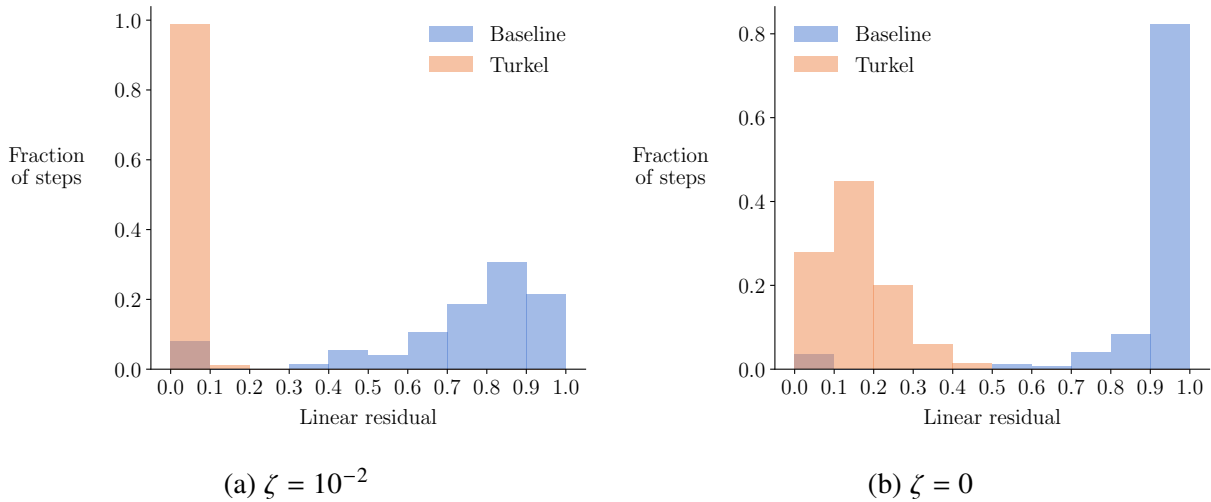 1.0
0.8
0.6
0.4
0.2
0.0
Fraction
of steps
Baseline
Turkel
0.0 0.1 0.2 0.3 0.4 0.5 0.6 0.7 0.8 0.9 1.0
Linear residual
(a) ζ = 10⁻²
0.8
0.6
0.4
0.2
0.0
Fraction
of steps
Baseline
Turkel
0.0 0.1 0.2 0.3 0.4 0.5 0.6 0.7 0.8 0.9 1.0
Linear residual
(b) ζ = 0